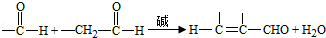 O O
—C—H+—CH₂—C—H 碱→ H—C=C—CHO+H₂O